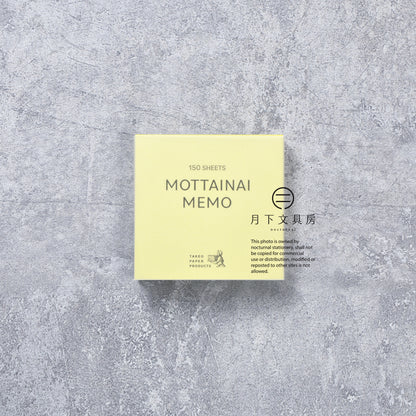 150 SHEETS
MOTTAINAI
MEMO
TAKEO
PAPER
PRODUCTS
月下文具房
NOCTURNAL
This photo is owned by
nocturnal stationery, shall not
be copied for commercial
use or distribution, modified or
reposted to other sites is not
allowed.